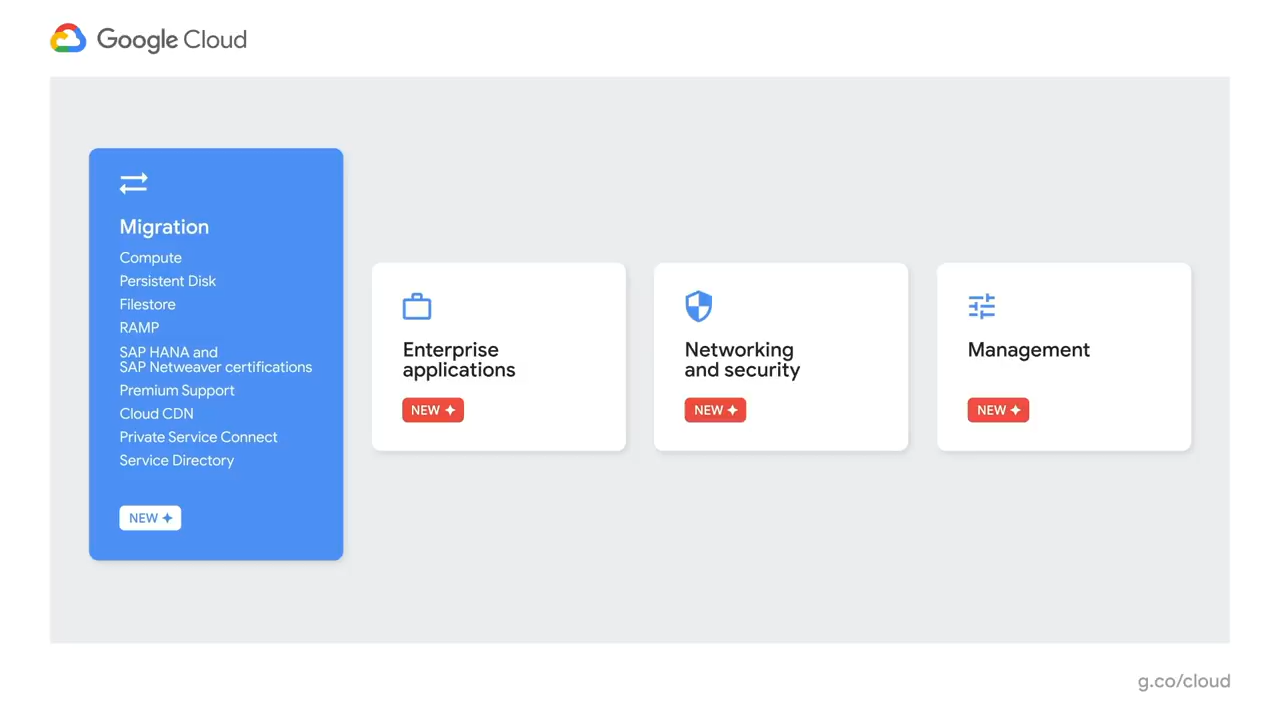 Google Cloud
Migration
Compute
Persistent Disk
Filestore
RAMP
SAP HANA and
SAP Netweaver certifications
Premium Support
Cloud CDN
Private Service Connect
Service Directory
NEW
Enterprise
applications
NEW
Networking
and security
NEW
Management
NEW
g.co/cloud